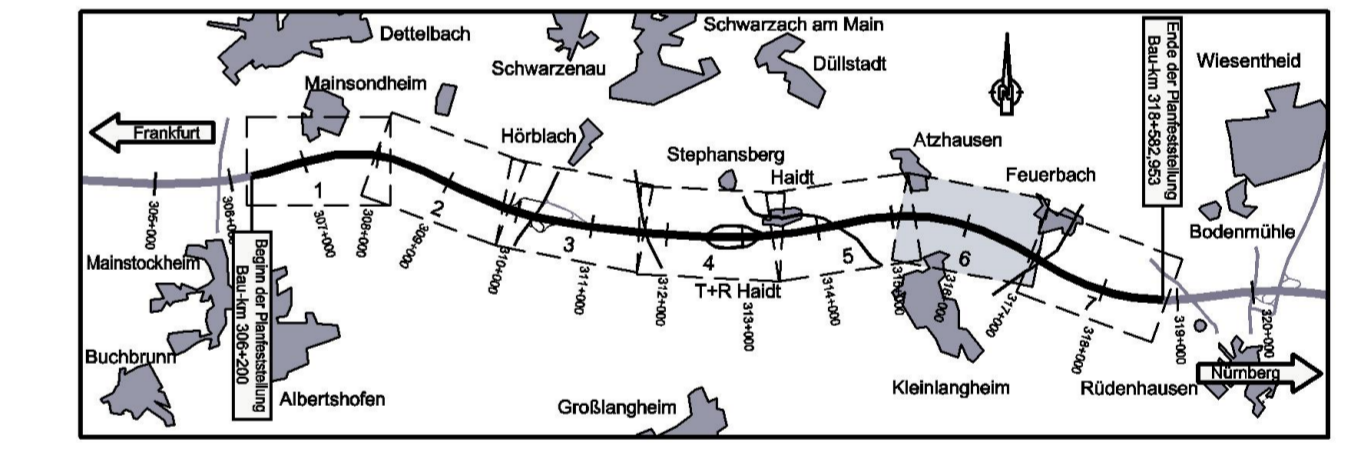 Dettelbach
Schwarzach am Main
Schwarzenau
Düllstadt
Wiesentheid
Mainsondheim
Frankfurt
Hörblach
Stephansberg
Haidt
N
Atzhausen
Feuerbach
Ende der Planfeststellung
Bau-km 318+582,953
Bodenmühle
1
2
3
4
5
6
7
305+000
306+000
307+000
308+000
309+000
310+000
311+000
312+000
313+000
314+000
315+000
316+000
317+000
318+000
319+000
320+000
T+R Haidt
Mainstockheim
Beginn der Planfeststellung
Bau-km 306+200
Buchbrunn
Albertshofen
Großlangheim
Kleinlangheim
Rüdenhausen
Nürnberg